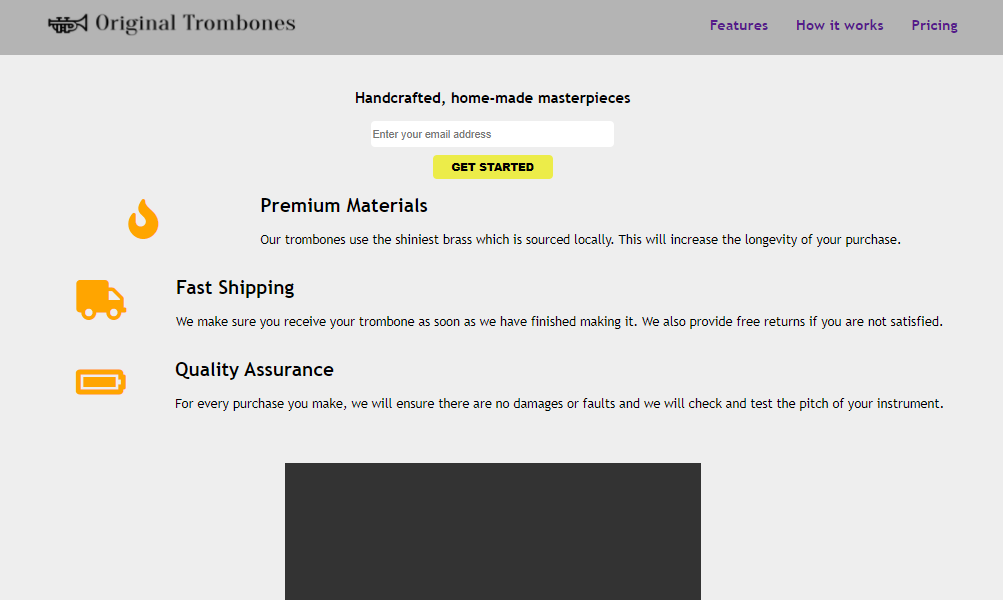 Original Trombones
Features How it works Pricing
Handcrafted, home-made masterpieces
Enter your email address
GET STARTED
Premium Materials
Our trombones use the shiniest brass which is sourced locally. This will increase the longevity of your purchase.
Fast Shipping
We make sure you receive your trombone as soon as we have finished making it. We also provide free returns if you are not satisfied.
Quality Assurance
For every purchase you make, we will ensure there are no damages or faults and we will check and test the pitch of your instrument.